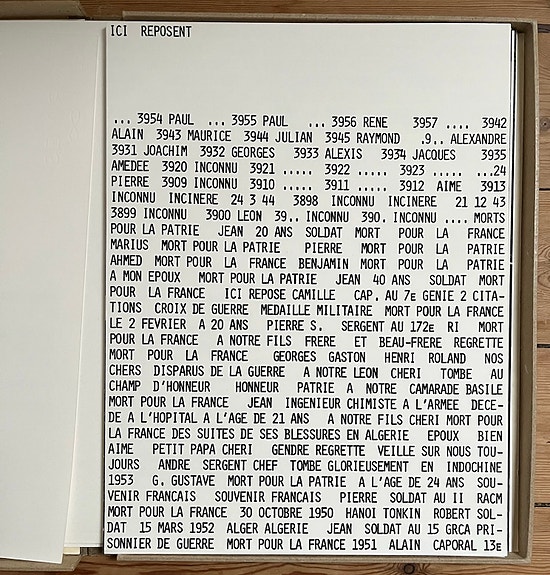 ICI REPOSENT
... 3954 PAUL ... 3955 PAUL ... 3956 RENE 3957 .... 3942
ALAIN 3943 MAURICE 3944 JULIAN 3945 RAYMOND .9.. ALEXANDRE
3931 JOACHIM 3932 GEORGES 3933 ALEXIS 3934 JACQUES 3935
AMEDEE 3920 INCONNU 3921 ..... 3922 ..... 3923 ..... ...24
PIERRE 3909 INCONNU 3910 ..... 3911 ..... 3912 AIME 3913
INCONNU INCINERE 24 3 44 3898 INCONNU INCINERE 21 12 43
3899 INCONNU 3900 LEON 39.. INCONNU 390. INCONNU .... MORTS
POUR LA PATRIE JEAN 20 ANS SOLDAT MORT POUR LA FRANCE
MARIUS MORT POUR LA PATRIE PIERRE MORT POUR LA PATRIE
AHMED MORT POUR LA FRANCE BENJAMIN MORT POUR LA PATRIE
A MON EPOUX MORT POUR LA PATRIE JEAN 40 ANS SOLDAT MORT
POUR LA FRANCE ICI REPOSE CAMILLE CAP. AU 7E GENIE 2 CITA-
TIONS CROIX DE GUERRE MEDAILLE MILITAIRE MORT POUR LA FRANCE
LE 2 FEVRIER A 20 ANS PIERRE S. SERGENT AU 172E RI MORT
POUR LA FRANCE A NOTRE FILS FRERE ET BEAU-FRERE REGRETTE
MORT POUR LA FRANCE GEORGES GASTON HENRI ROLAND NOS
CHERS DISPARUS DE LA GUERRE A NOTRE LEON CHERI TOMBE AU
CHAMP D'HONNEUR HONNEUR PATRIE A NOTRE CAMARADE BASILE
MORT POUR LA FRANCE JEAN INGENIEUR CHIMISTE A L'ARMEE DECE-
DE A L'HOPITAL A L'AGE DE 21 ANS A NOTRE FILS CHERI MORT POUR
LA FRANCE DES SUITES DE SES BLESSURES EN ALGERIE EPOUX BIEN
AIME PETIT PAPA CHERI GENDRE REGRETTE VEILLE SUR NOUS TOU-
JOURS ANDRE SERGENT CHEF TOMBE GLORIEUSEMENT EN INDOCHINE
1953 G. GUSTAVE MORT POUR LA PATRIE A L'AGE DE 24 ANS SOU-
VENIR FRANCAIS SOUVENIR FRANCAIS PIERRE SOLDAT AU II RACM
MORT POUR LA FRANCE 30 OCTOBRE 1950 HANOI TONKIN ROBERT SOL-
DAT 15 MARS 1952 ALGER ALGERIE JEAN SOLDAT AU 15 GRCA PRI-
SONNIER DE GUERRE MORT POUR LA FRANCE 1951 ALAIN CAPORAL 13E